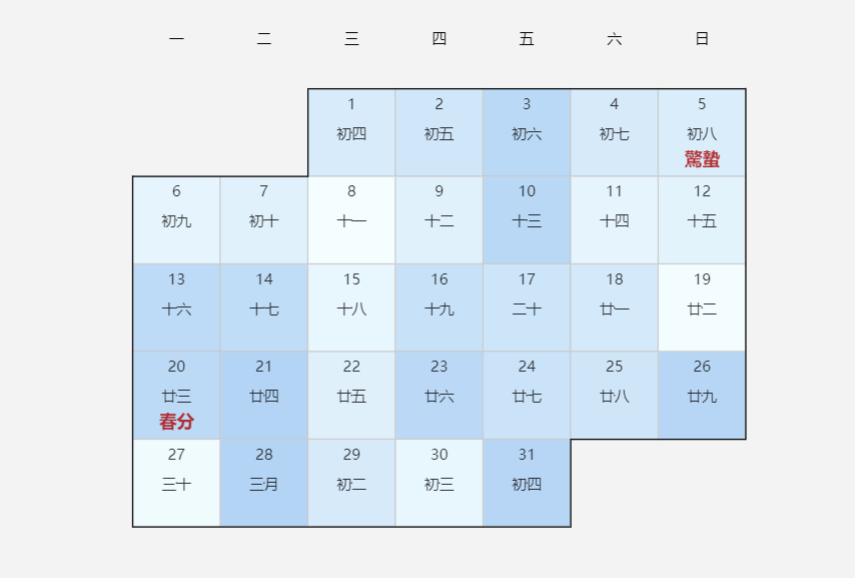 一 二 三 四 五 六 日
1 2 3 4 5
初四 初五 初六 初七 初八
驚蟄
6 7 8 9 10 11 12
初九 初十 十一 十二 十三 十四 十五
13 14 15 16 17 18 19
十六 十七 十八 十九 二十 廿一 廿二
20 21 22 23 24 25 26
廿三 廿四 廿五 廿六 廿七 廿八 廿九
春分
27 28 29 30 31
三十 三月 初二 初三 初四